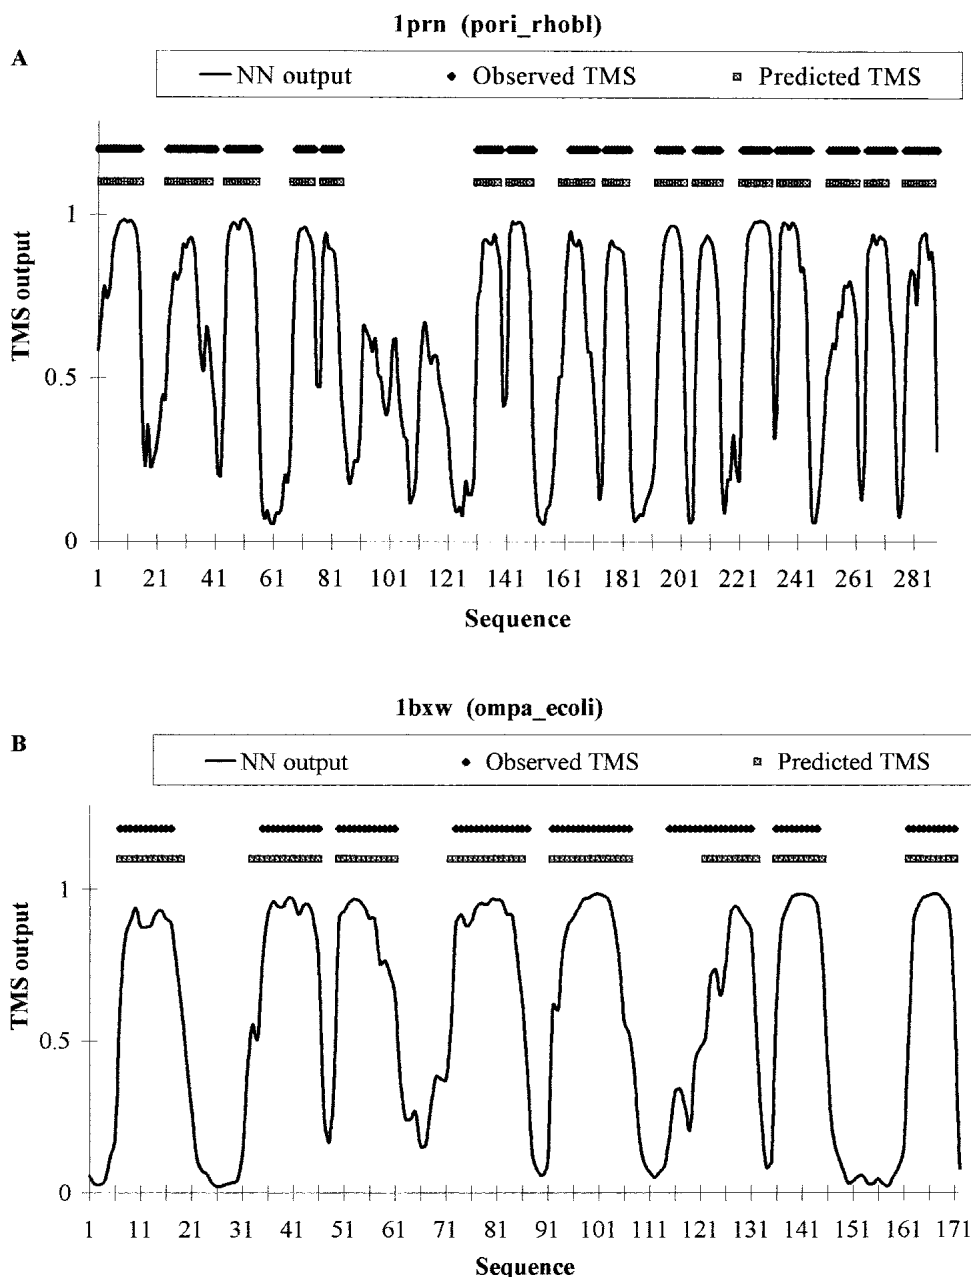 1prn (pori_rhobl)
A
NN output Observed TMS Predicted TMS
TMS output
1
0.5
0
1 21 41 61 81 101 121 141 161 181 201 221 241 261 281
Sequence
1bxw (ompa_ecoli)
B
NN output Observed TMS Predicted TMS
TMS output
1
0.5
0
1 11 21 31 41 51 61 71 81 91 101 111 121 131 141 151 161 171
Sequence